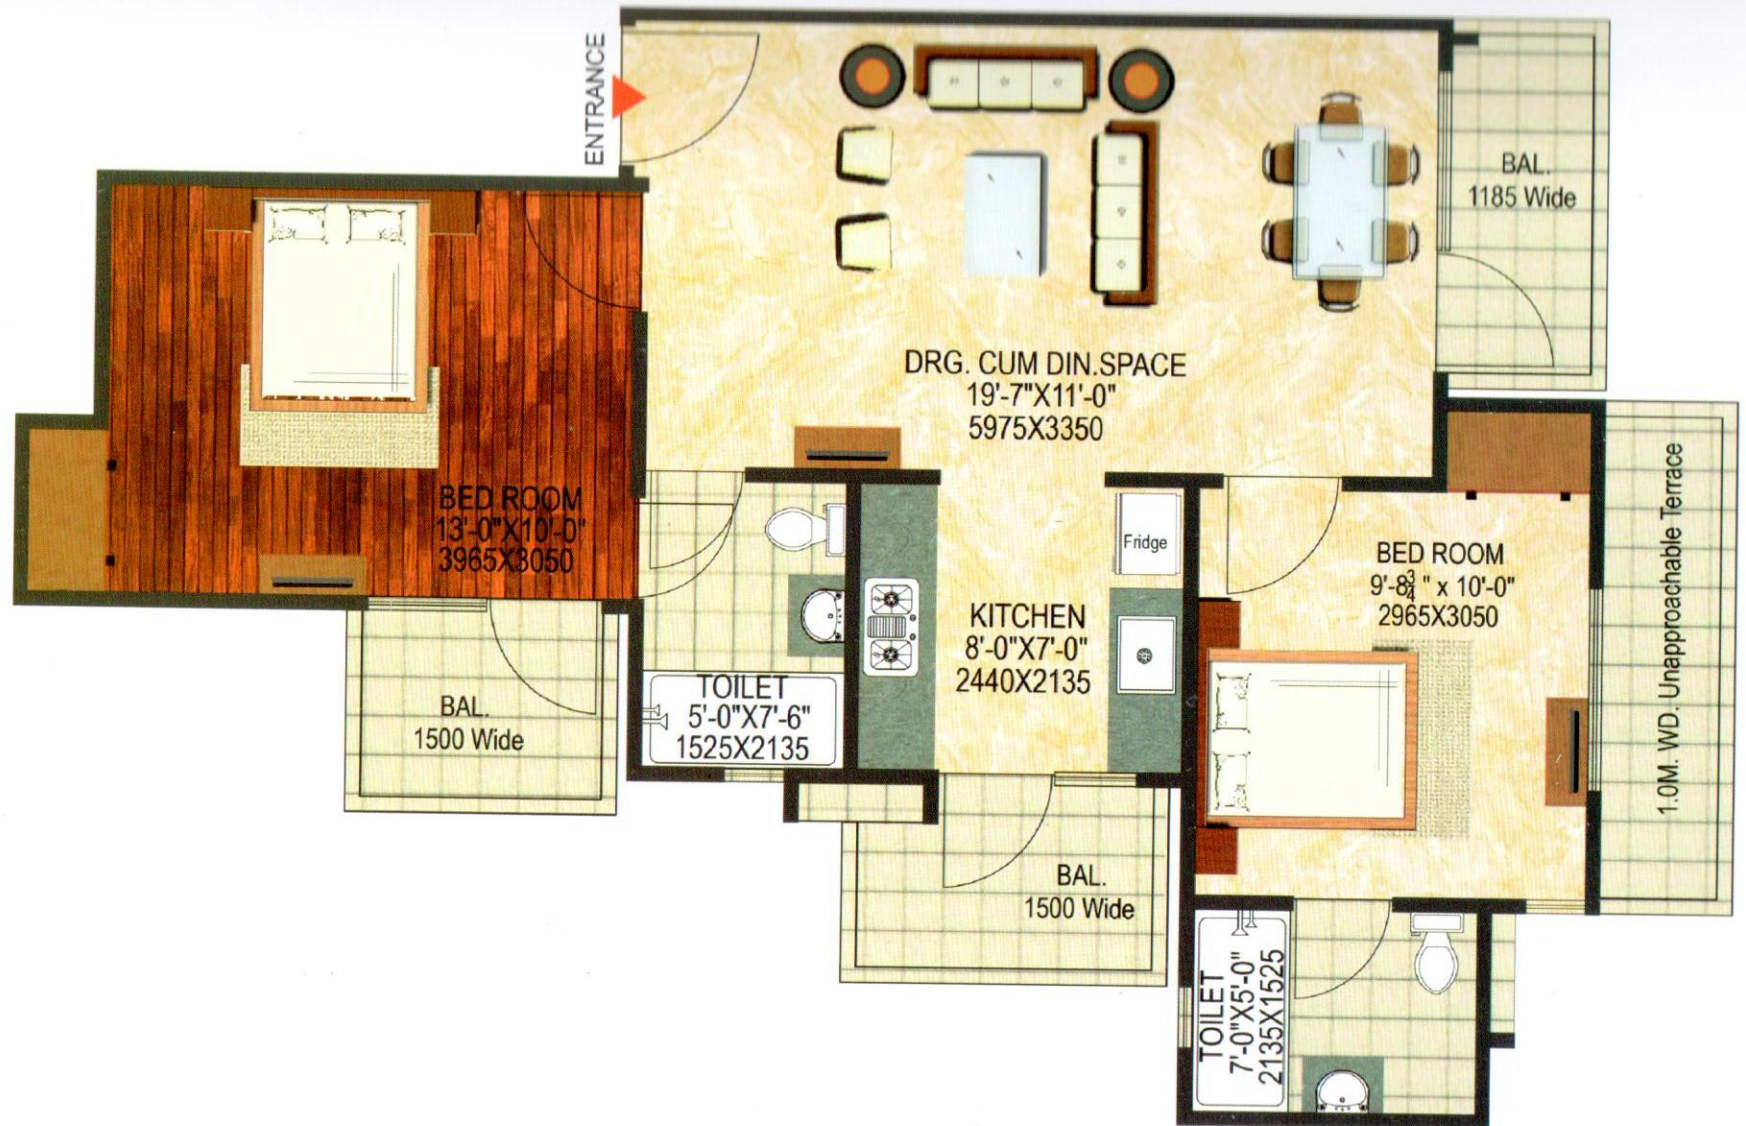 ENTRANCE
BAL.
1185 Wide
DRG. CUM DIN.SPACE
19'-7"X11'-0"
5975X3350
BED ROOM
13'-0"X10'-0"
3965X3050
Fridge
BED ROOM
9'-8¾" x 10'-0"
2965X3050
1.0M. WD. Unapproachable Terrace
KITCHEN
8'-0"X7'-0"
2440X2135
TOILET
5'-0"X7'-6"
1525X2135
BAL.
1500 Wide
BAL.
1500 Wide
TOILET
7'-0"X5'-0"
2135X1525